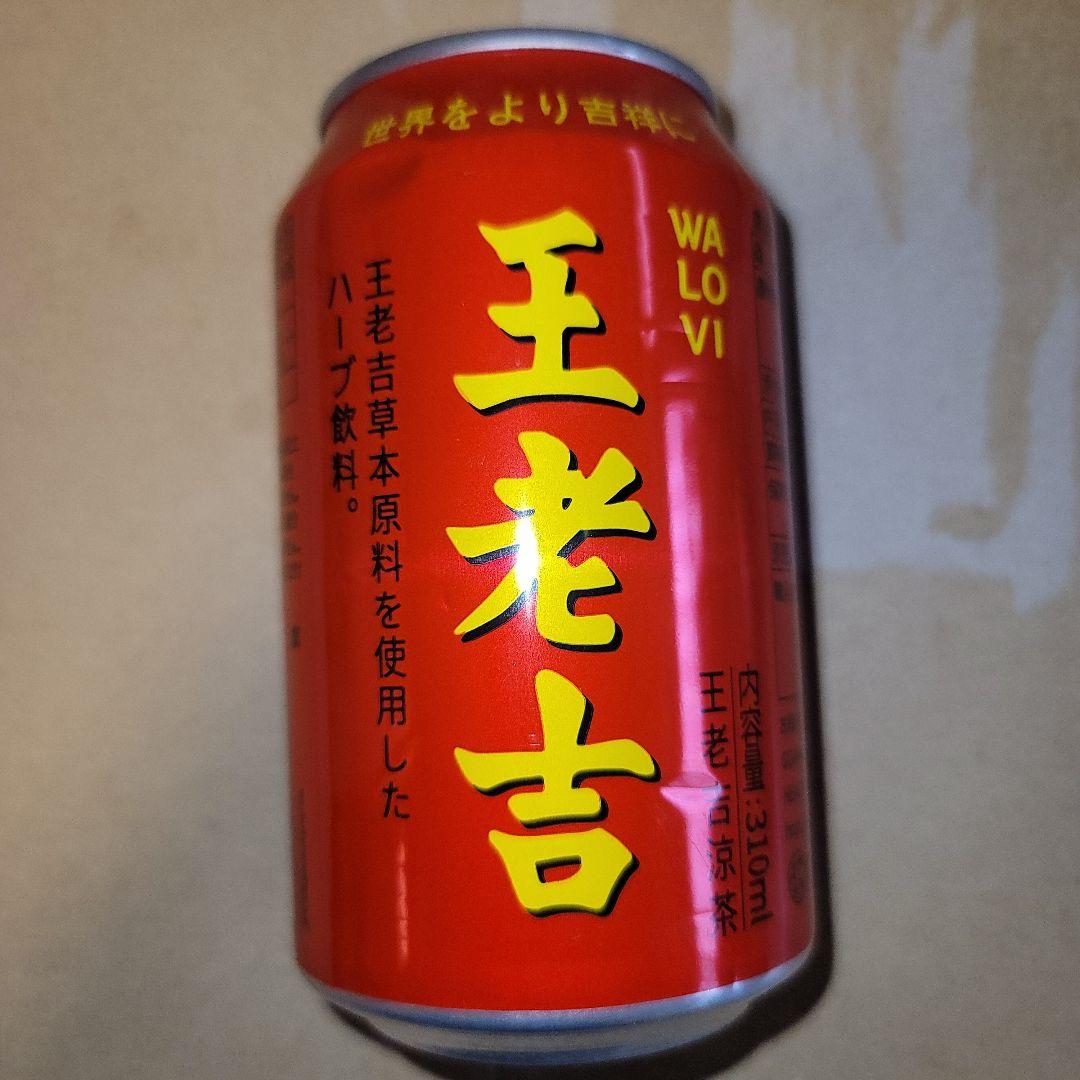 世界をより吉祥に
WA
LO
VI
王老吉
王老吉草本原料を使用した
ハーブ飲料。
内容量:310ml
王老吉涼茶